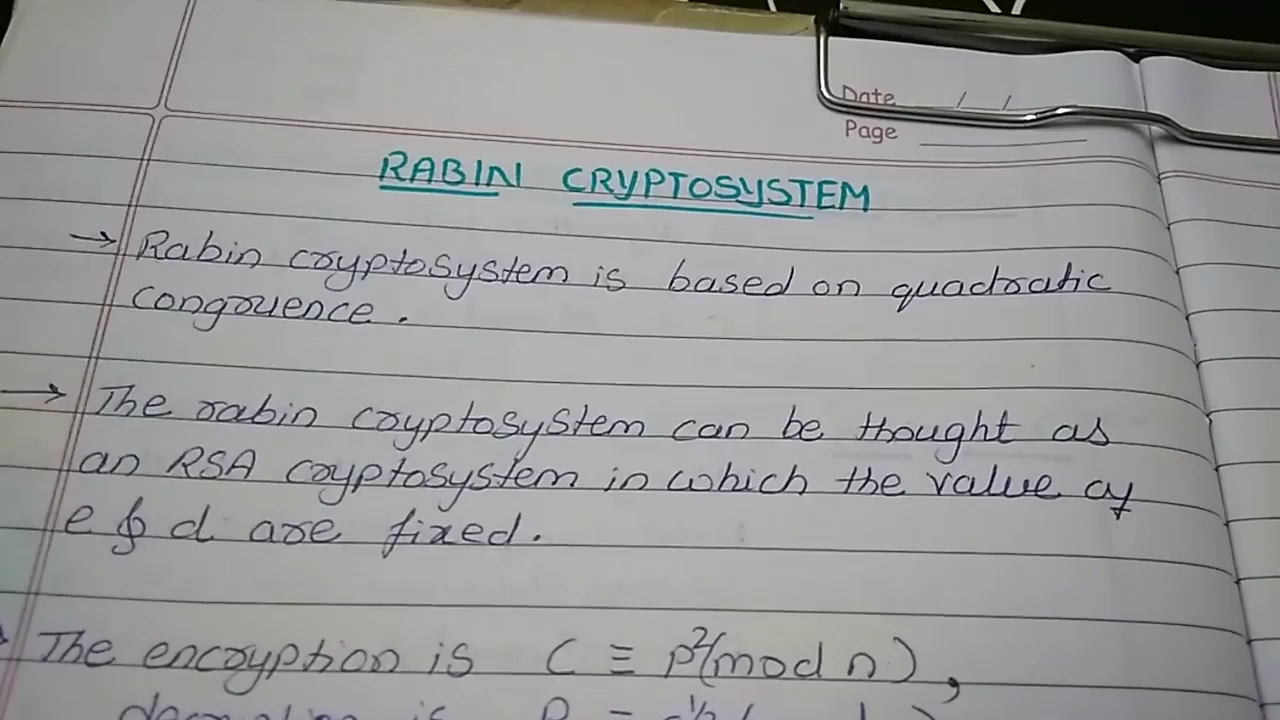 Date / /
Page
RABIN CRYPTOSYSTEM
→ Rabin cryptosystem is based on quadratic
congruence.
→ The rabin cryptosystem can be thought as
an RSA cryptosystem in which the value of
e & d are fixed.
The encryption is C ≡ P²(mod n),